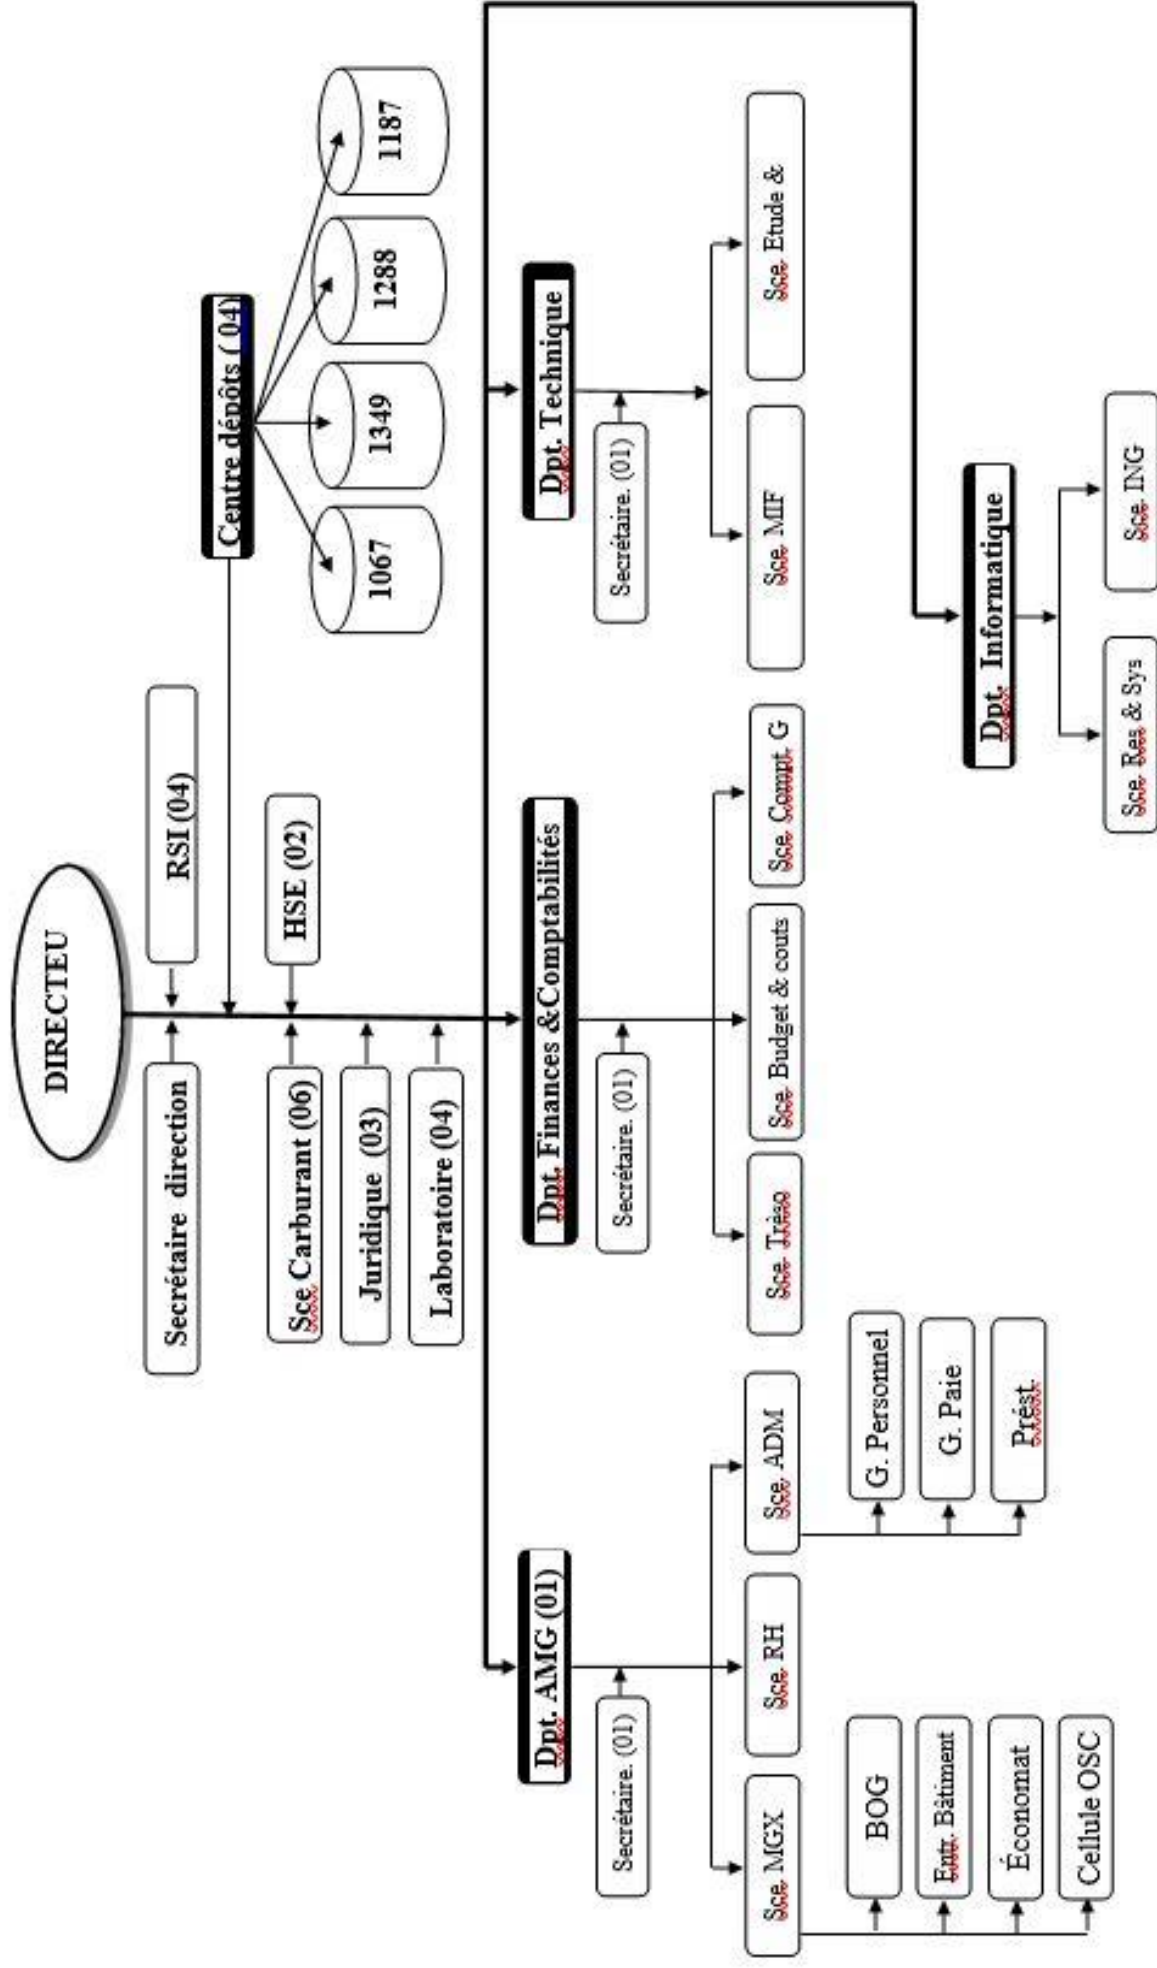 DIRECTEU
Secrétaire direction
RSI (04)
Centre dépôts ( 04)
1067
1349
1288
1187
Sce Carburant (06)
HSE (02)
Juridique (03)
Laboratoire (04)
Dpt. AMG (01)
Dpt. Finances &Comptabilités
Dpt. Technique
Secrétaire. (01)
Secrétaire. (01)
Secrétaire. (01)
Sce. MGX
Sce. RH
Sce. ADM
Sce. Tréso
Sce. Budget & couts
Sce. Compt. G
Sce. MIF
Sce. Etude &
BOG
Entr. Bâtiment
Économat
Cellule OSC
G. Personnel
G. Paie
Prést.
Dpt. Informatique
Sce. Res & Sys
Sce. ING